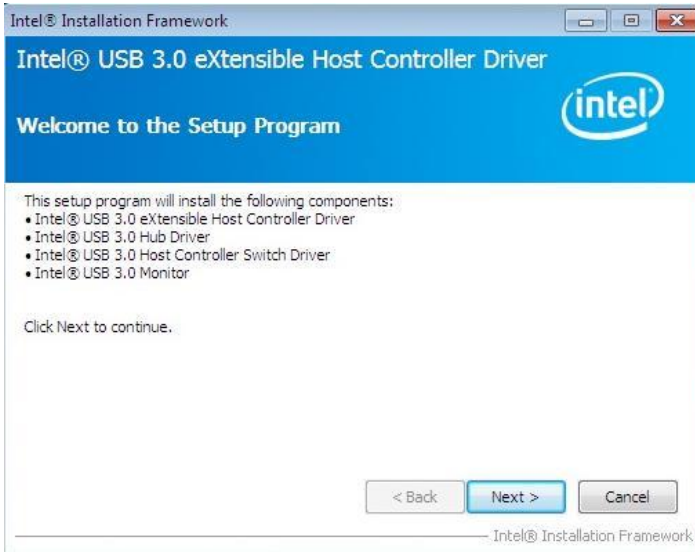 Intel® Installation Framework
Intel® USB 3.0 eXtensible Host Controller Driver
intel
Welcome to the Setup Program
This setup program will install the following components:
• Intel® USB 3.0 eXtensible Host Controller Driver
• Intel® USB 3.0 Hub Driver
• Intel® USB 3.0 Host Controller Switch Driver
• Intel® USB 3.0 Monitor
Click Next to continue.
< Back Next > Cancel
Intel® Installation Framework